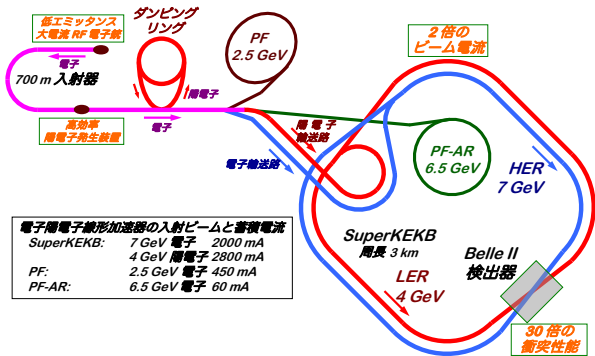 低エミッタンス
大電流 RF 電子銃
電子
700 m 入射器
高効率
陽電子発生装置
電子
ダンピング
リング
陽電子
PF
2.5 GeV
陽 電 子
輸送路
電子輸送路
2 倍の
ビーム電流
PF-AR
6.5 GeV
HER
7 GeV
SuperKEKB
周長 3 km
LER
4 GeV
Belle II
検出器
30 倍の
衝突性能
電子陽電子線形加速器の入射ビームと蓄積電流
SuperKEKB: 7 GeV 電子 2000 mA
4 GeV 陽電子 2800 mA
PF: 2.5 GeV 電子 450 mA
PF-AR: 6.5 GeV 電子 60 mA